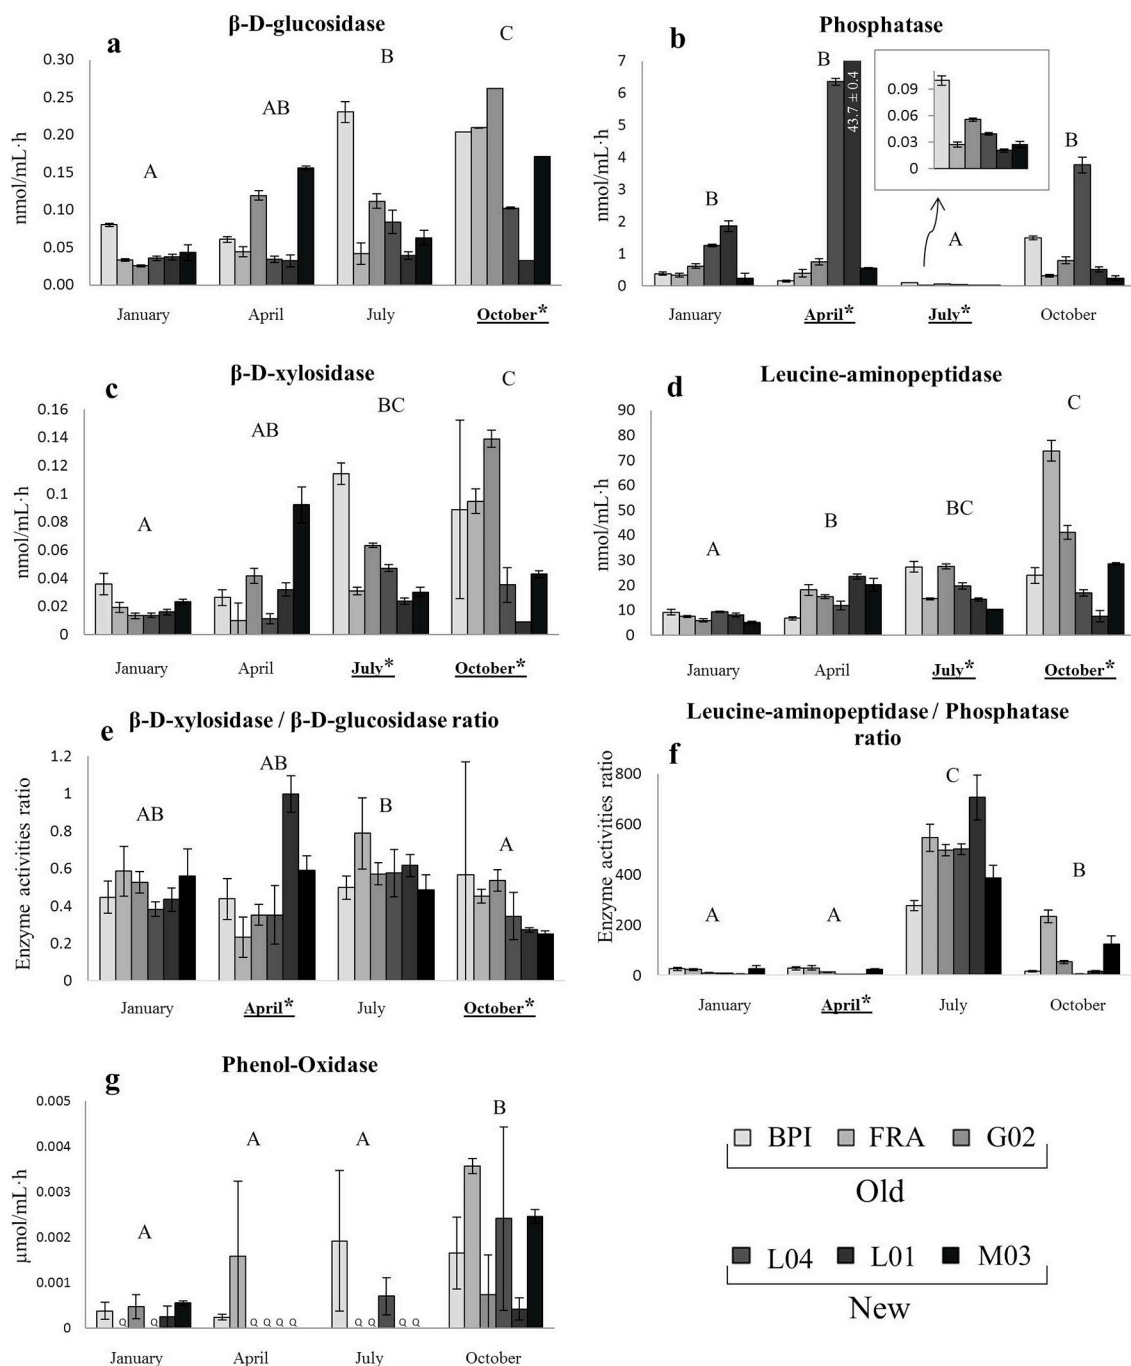 a
β-D-glucosidase
nmol/mL·h
0.30
0.25
0.20
0.15
0.10
0.05
0.00
A
AB
B
C
January
April
July
October*
b
Phosphatase
nmol/mL·h
7
6
5
4
3
2
1
0
B
B
43.7 ± 0.4
A
B
0.09
0.06
0.03
0
January
April*
July*
October
c
β-D-xylosidase
nmol/mL·h
0.16
0.14
0.12
0.10
0.08
0.06
0.04
0.02
0
A
AB
BC
C
January
April
July*
October*
d
Leucine-aminopeptidase
nmol/mL·h
90
80
70
60
50
40
30
20
10
0
A
B
BC
C
January
April
July*
October*
e
β-D-xylosidase / β-D-glucosidase ratio
Enzyme activities ratio
1.2
1
0.8
0.6
0.4
0.2
0
AB
AB
B
A
January
April*
July
October*
f
Leucine-aminopeptidase / Phosphatase
ratio
Enzyme activities ratio
800
600
400
200
0
A
A
C
B
January
April*
July
October
g
Phenol-Oxidase
µmol/mL·h
0.005
0.004
0.003
0.002
0.001
0
A
A
A
B
Q Q
Q Q Q Q
Q Q Q Q
January
April
July
October
BPI FRA G02
Old
L04 L01 M03
New